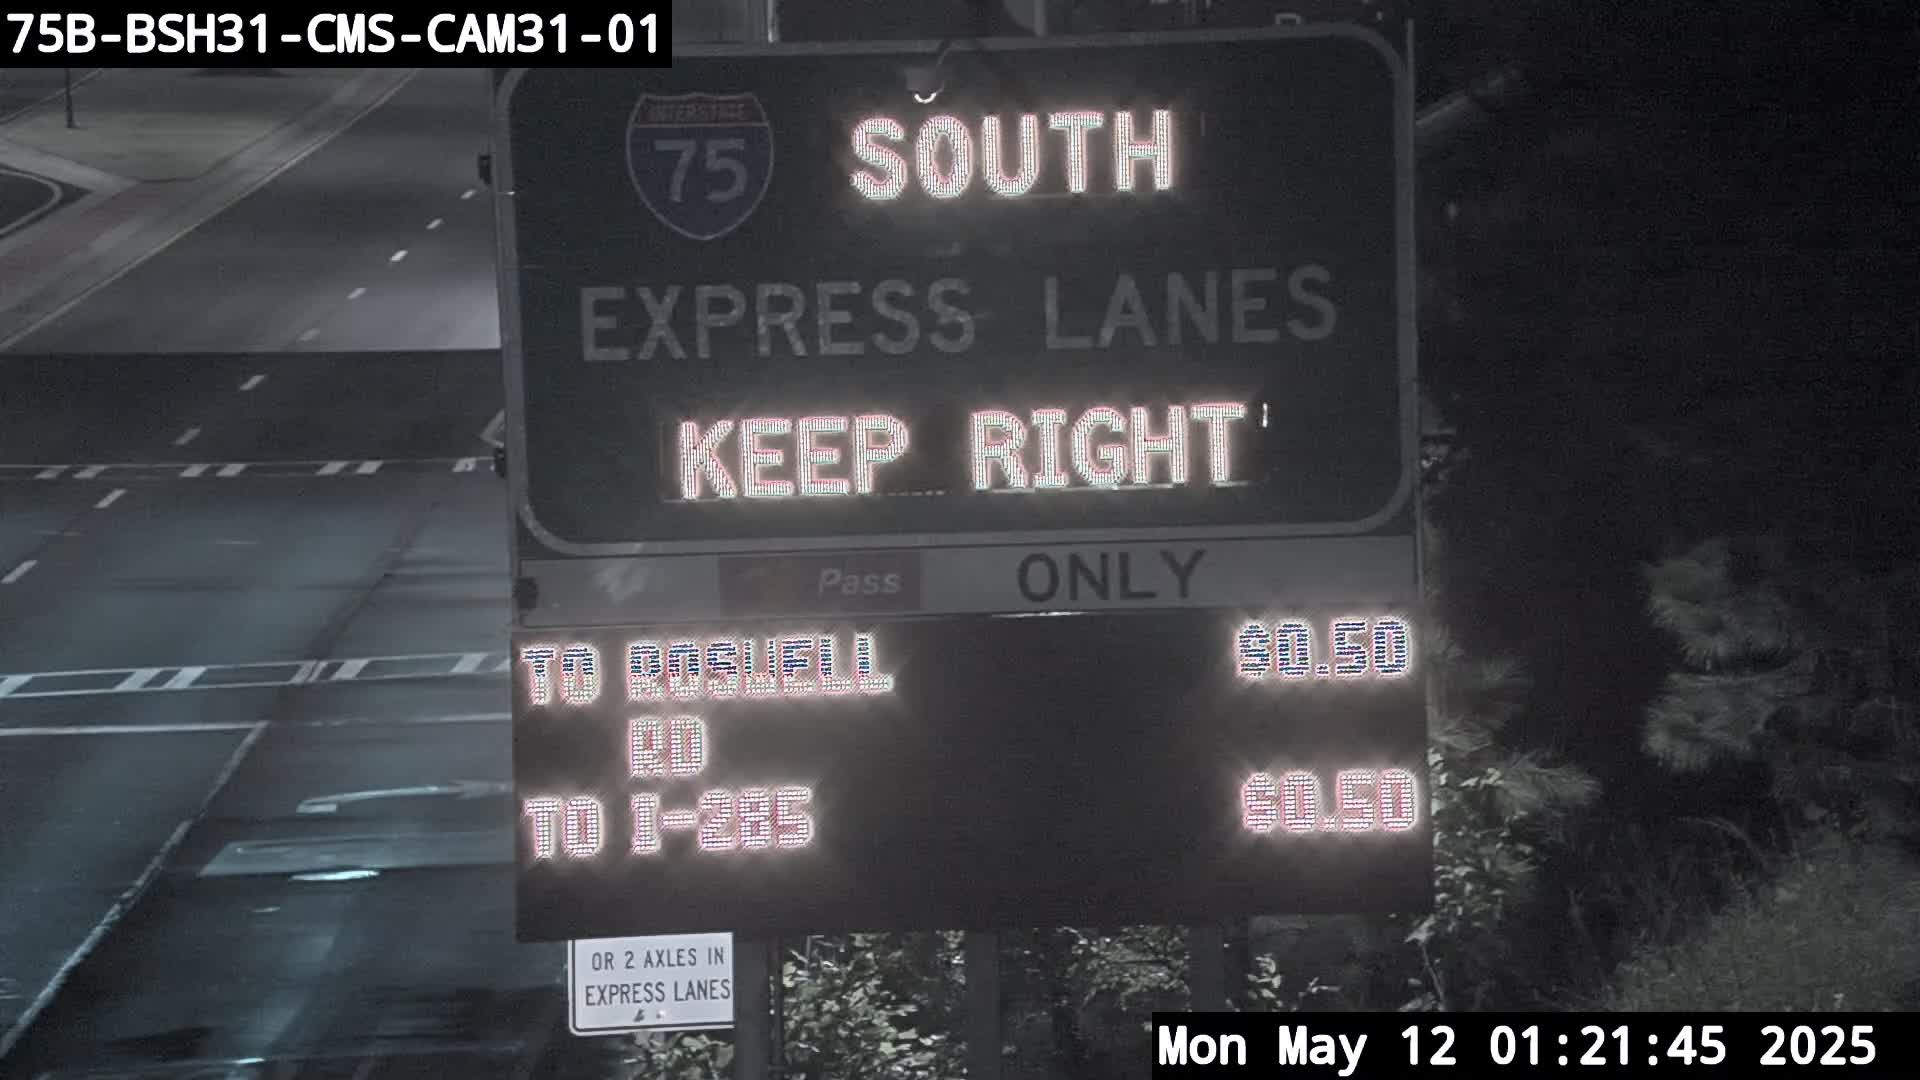 75B-BSH31-CMS-CAM31-01
INTERSTATE
75
SOUTH
EXPRESS LANES
KEEP RIGHT
Pass ONLY
TO ROSWELL $0.50
RD
TO I-285 $0.50
OR 2 AXLES IN
EXPRESS LANES
Mon May 12 01:21:45 2025